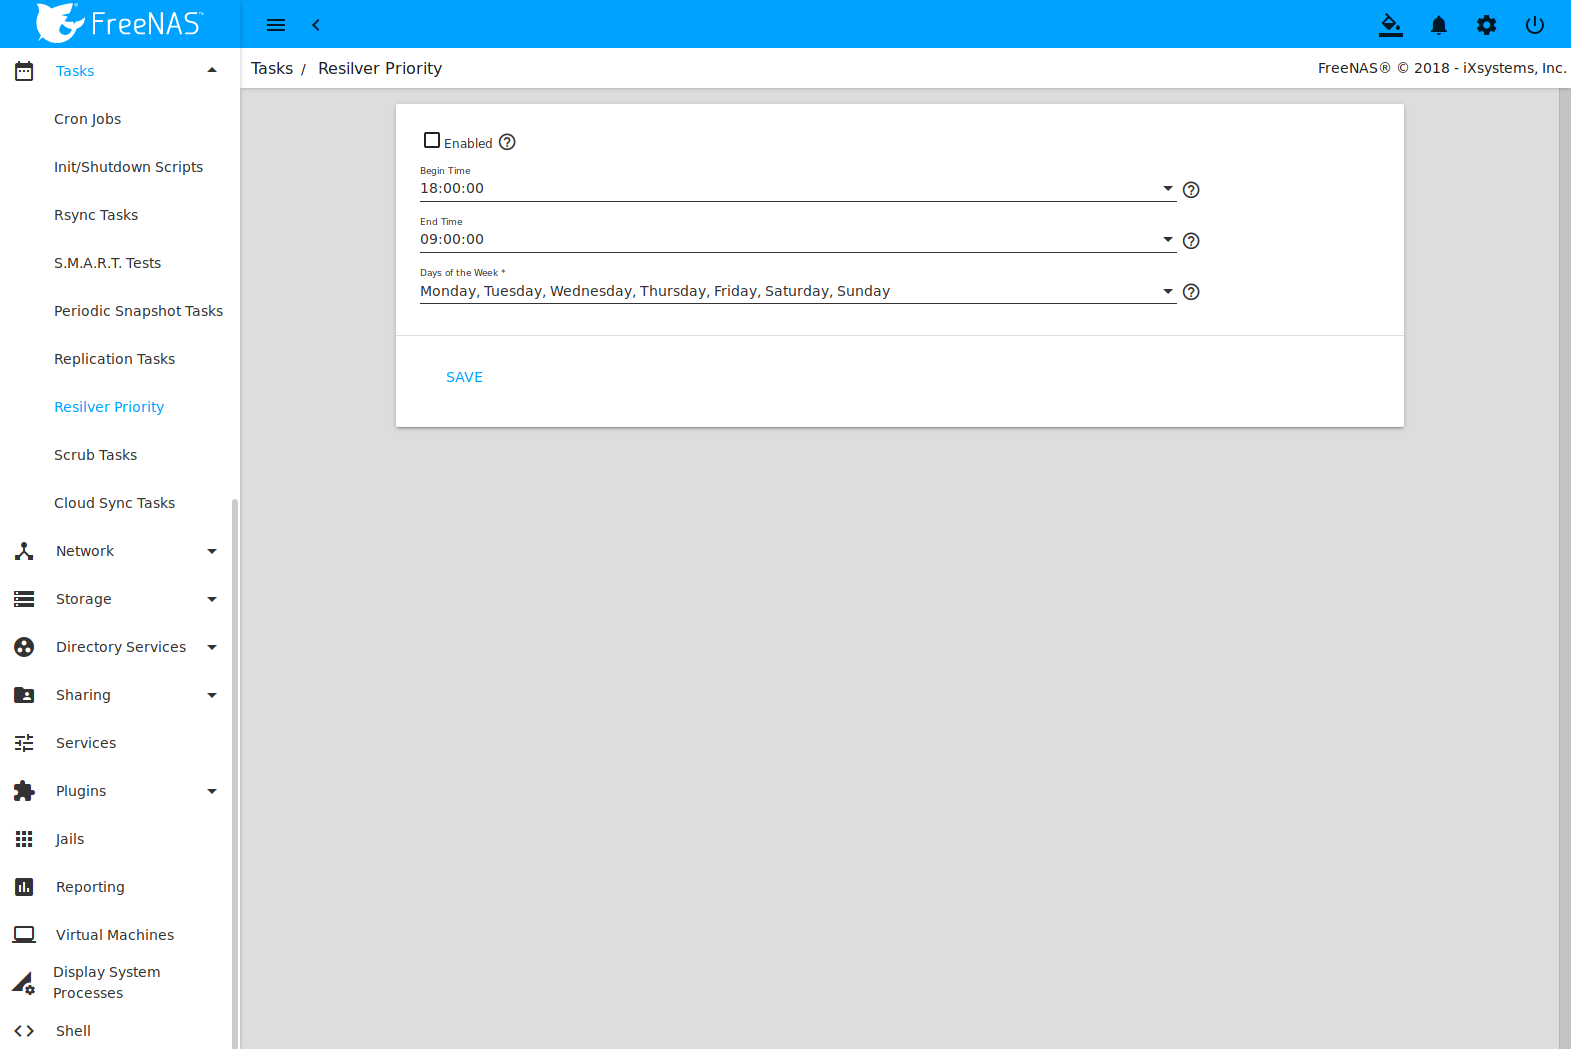 FreeNAS™
Tasks
Cron Jobs
Init/Shutdown Scripts
Rsync Tasks
S.M.A.R.T. Tests
Periodic Snapshot Tasks
Replication Tasks
Resilver Priority
Scrub Tasks
Cloud Sync Tasks
Network
Storage
Directory Services
Sharing
Services
Plugins
Jails
Reporting
Virtual Machines
Display System
Processes
Shell
Tasks / Resilver Priority
FreeNAS® © 2018 - iXsystems, Inc.
Enabled
Begin Time
18:00:00
End Time
09:00:00
Days of the Week *
Monday, Tuesday, Wednesday, Thursday, Friday, Saturday, Sunday
SAVE